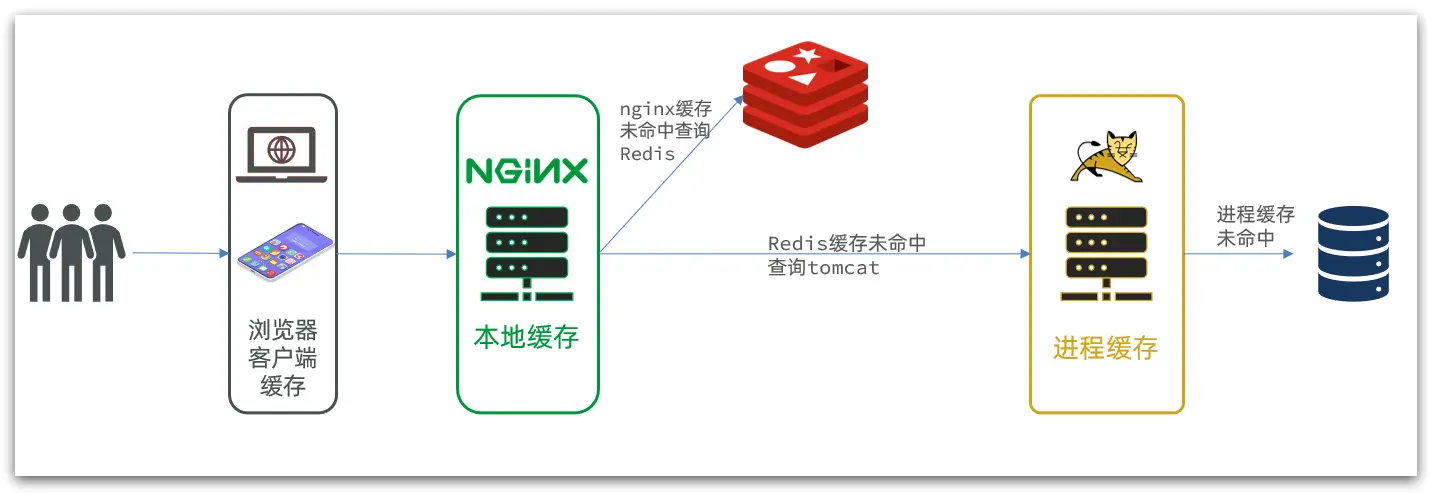 浏览器
客户端
缓存
NGiNX
本地缓存
nginx缓存
未命中查询
Redis
Redis缓存未命中
查询tomcat
进程缓存
进程缓存
未命中